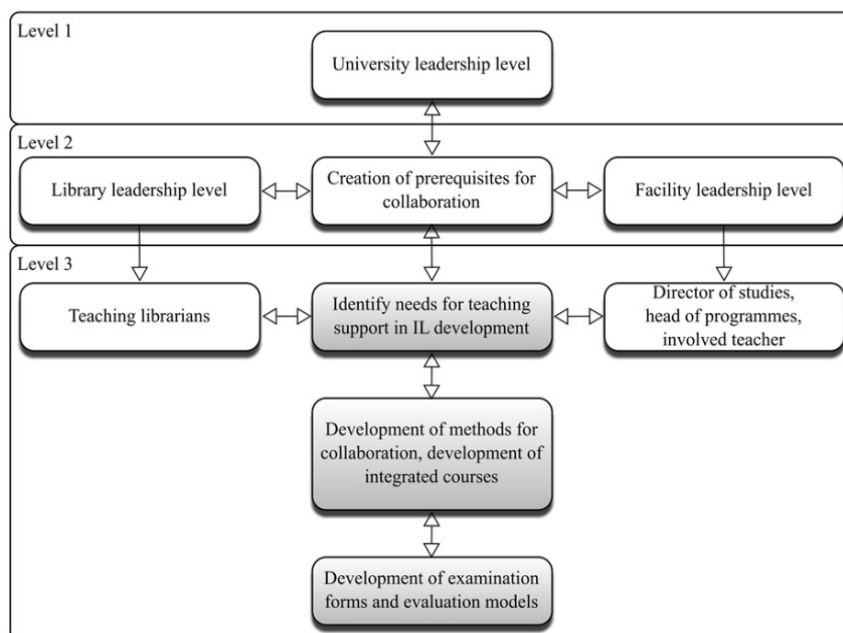 Level 1
University leadership level
Level 2
Library leadership level
Creation of prerequisites for
collaboration
Facility leadership level
Level 3
Teaching librarians
Identify needs for teaching
support in IL development
Director of studies,
head of programmes,
involved teacher
Development of methods for
collaboration, development of
integrated courses
Development of examination
forms and evaluation models